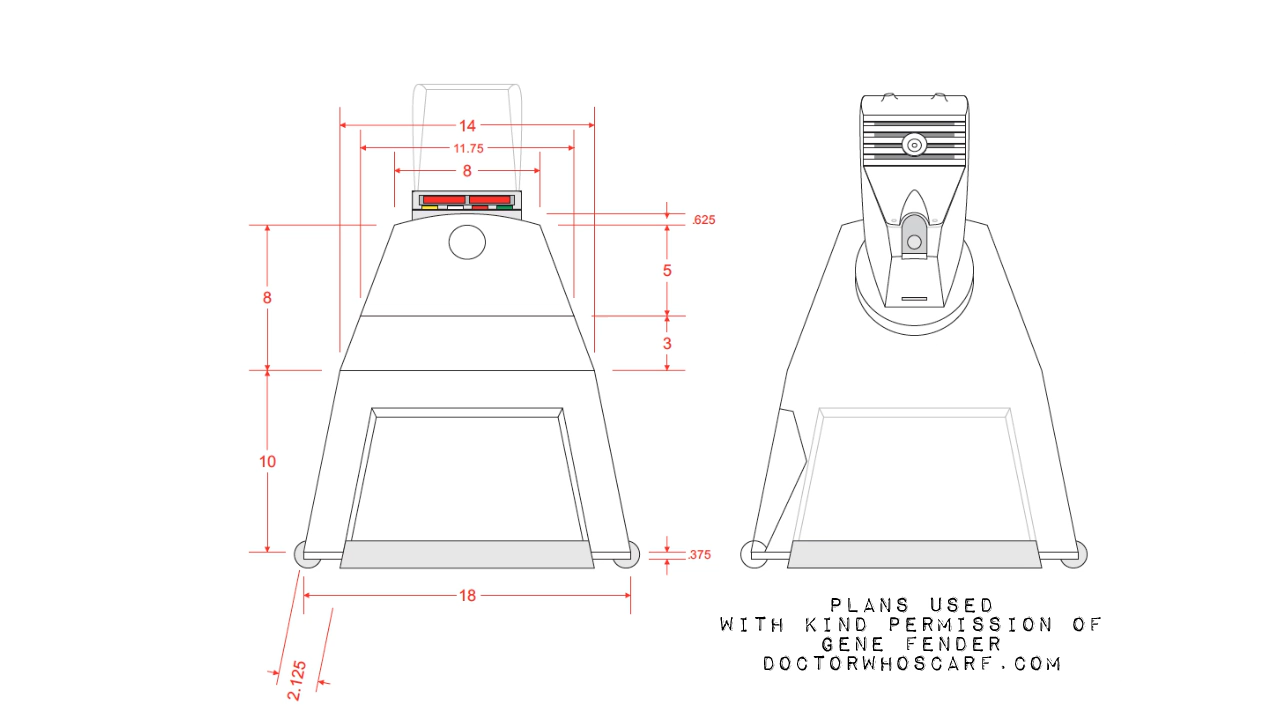 14
11.75
8
.625
8
5
3
10
.375
18
2.125
PLANS USED
WITH KIND PERMISSION OF
GENE FENDER
DOCTORWHOSCARF.COM